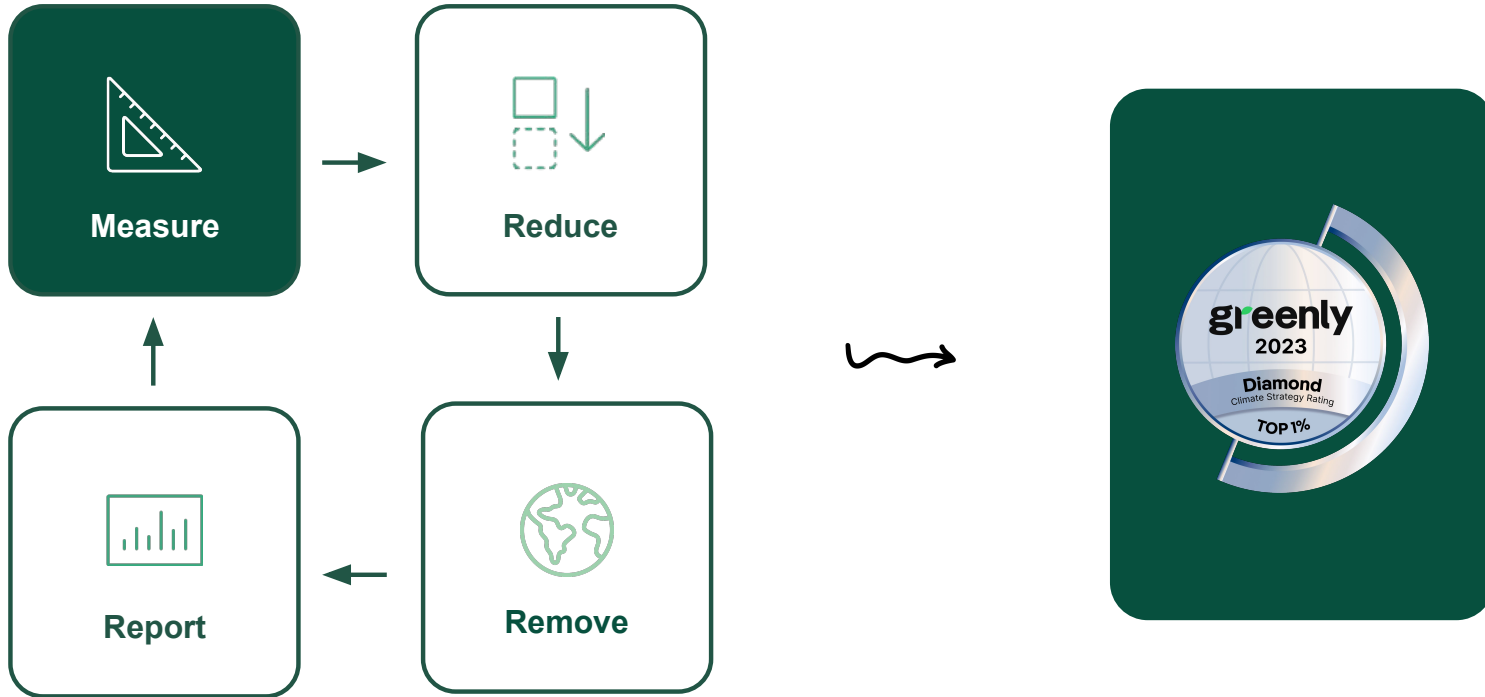 Measure
Reduce
Report
Remove
greenly
2023
Diamond
Climate Strategy Rating
TOP 1%